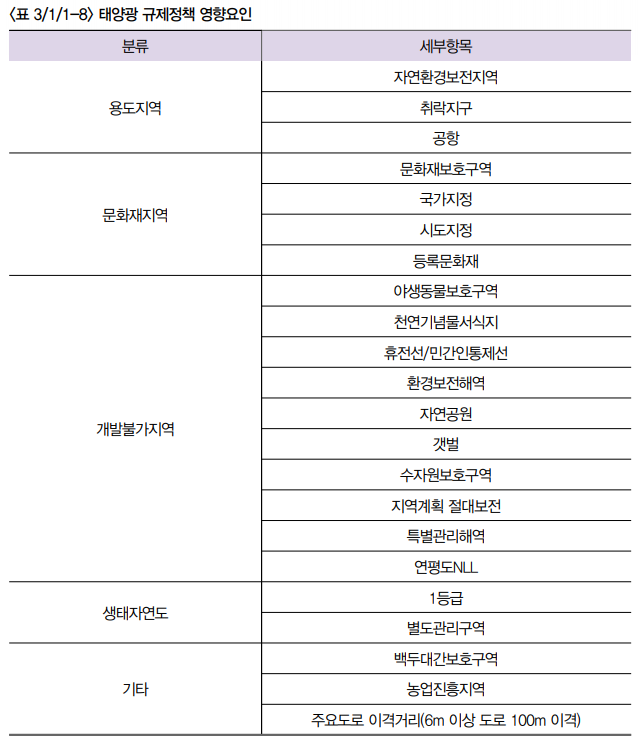 <표 3/1/1-8> 태양광 규제정책 영향요인
분류 세부항목
용도지역
자연환경보전지역
취락지구
공항
문화재지역
문화재보호구역
국가지정
시도지정
등록문화재
개발불가지역
야생동물보호구역
천연기념물서식지
휴전선/민간인통제선
환경보전해역
자연공원
갯벌
수자원보호구역
지역계획 절대보전
특별관리해역
연평도NLL
생태자연도
1등급
별도관리구역
기타
백두대간보호구역
농업진흥지역
주요도로 이격거리(6m 이상 도로 100m 이격)